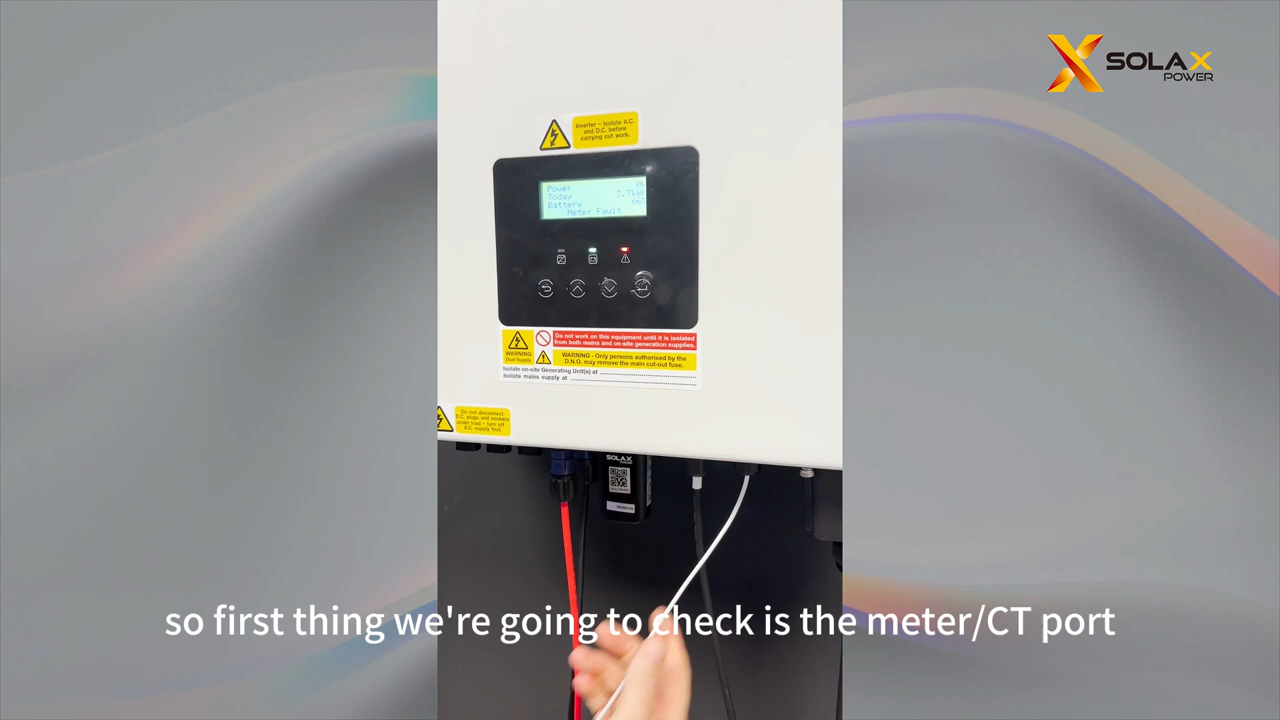 SOLAX
POWER
Inverter - Isolate A.C.
and D.C. before
carrying out work.
Power
Today
Battery
Meter Fault
WARNING
Dual Supply
Do not work on this equipment until it is isolated
from both mains and on-site generation supplies.
WARNING - Only persons authorised by the
D.N.O. may remove the main cut-out fuse.
Isolate on-site Generating Unit(s) at
Isolate mains supply at
Do not disconnect
D.C. plugs and sockets
under load - turn off
A.C. supply first.
SOLAX
POWER
so first thing we're going to check is the meter/CT port